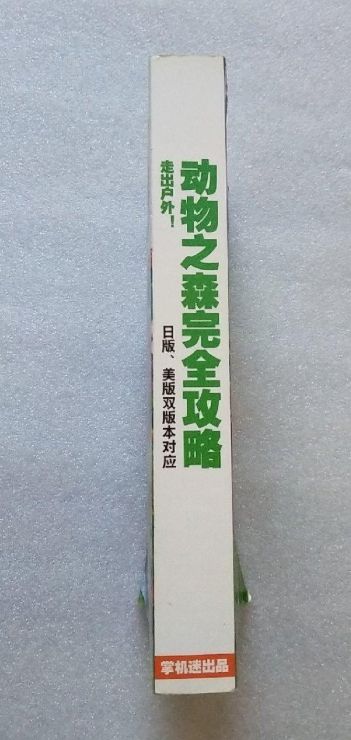 走出户外！
动物之森完全攻略
日版、美版双版本对应
掌机迷出品